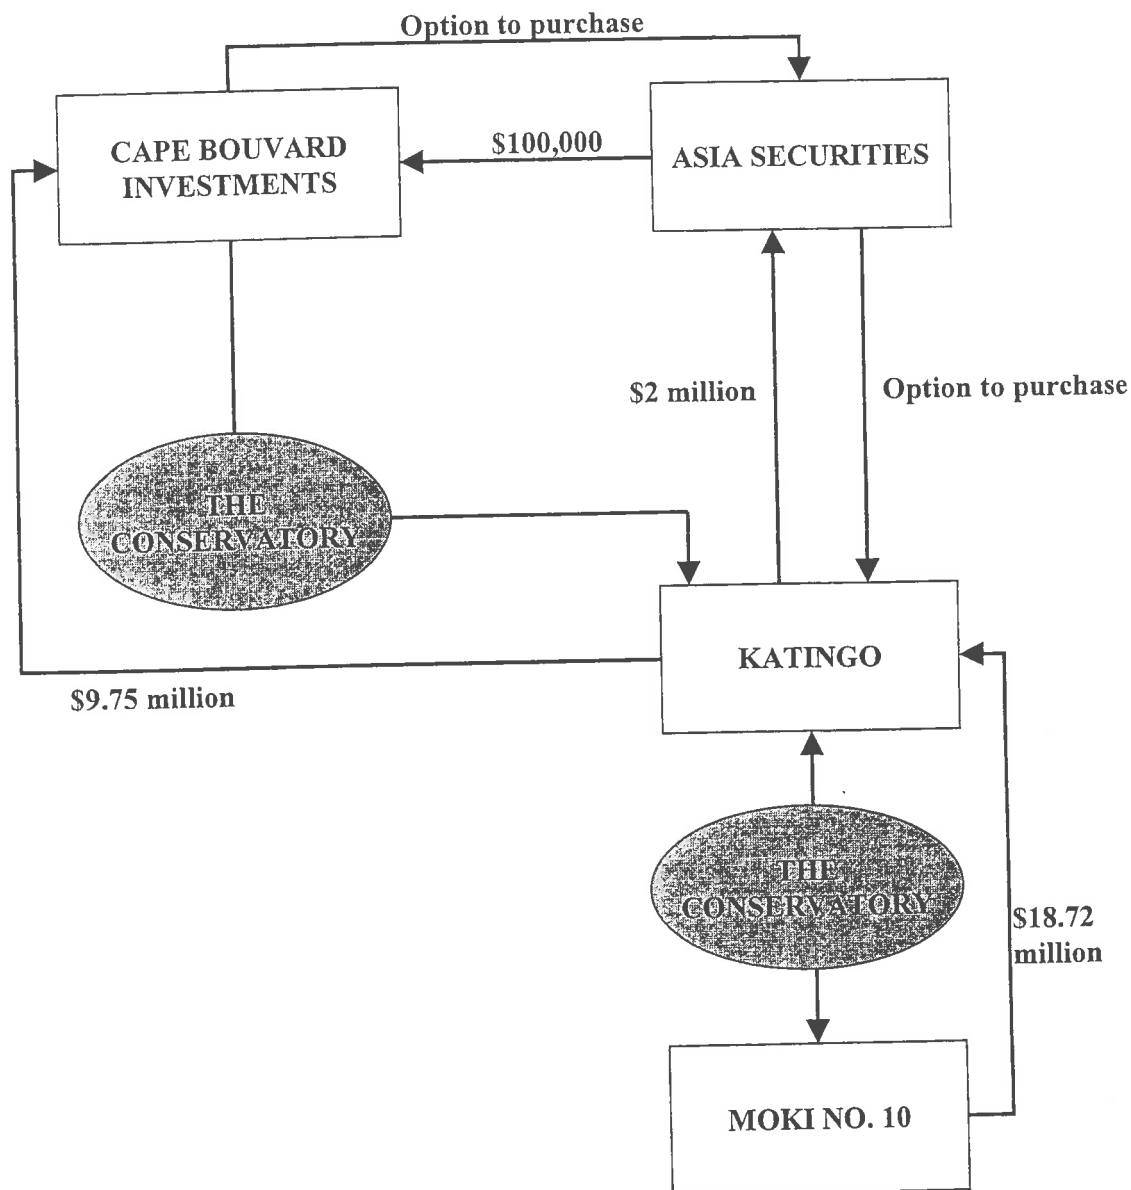 Option to purchase
CAPE BOUVARD
INVESTMENTS
$100,000
ASIA SECURITIES
$2 million
Option to purchase
THE
CONSERVATORY
KATINGO
$9.75 million
THE
CONSERVATORY
$18.72
million
MOKI NO. 10